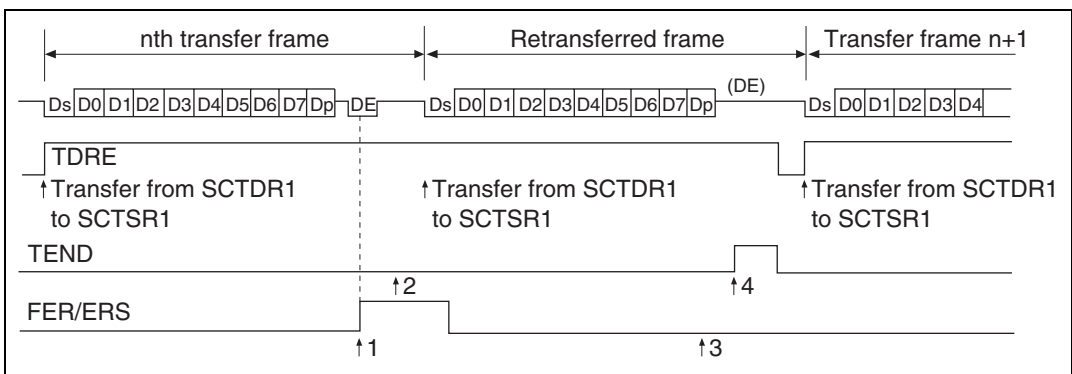 nth transfer frame Retransferred frame Transfer frame n+1
Ds D0 D1 D2 D3 D4 D5 D6 D7 Dp DE Ds D0 D1 D2 D3 D4 D5 D6 D7 Dp (DE) Ds D0 D1 D2 D3 D4
TDRE
Transfer from SCTDR1 Transfer from SCTDR1 Transfer from SCTDR1
to SCTSR1 to SCTSR1 to SCTSR1
TEND
2 4
FER/ERS
1 3